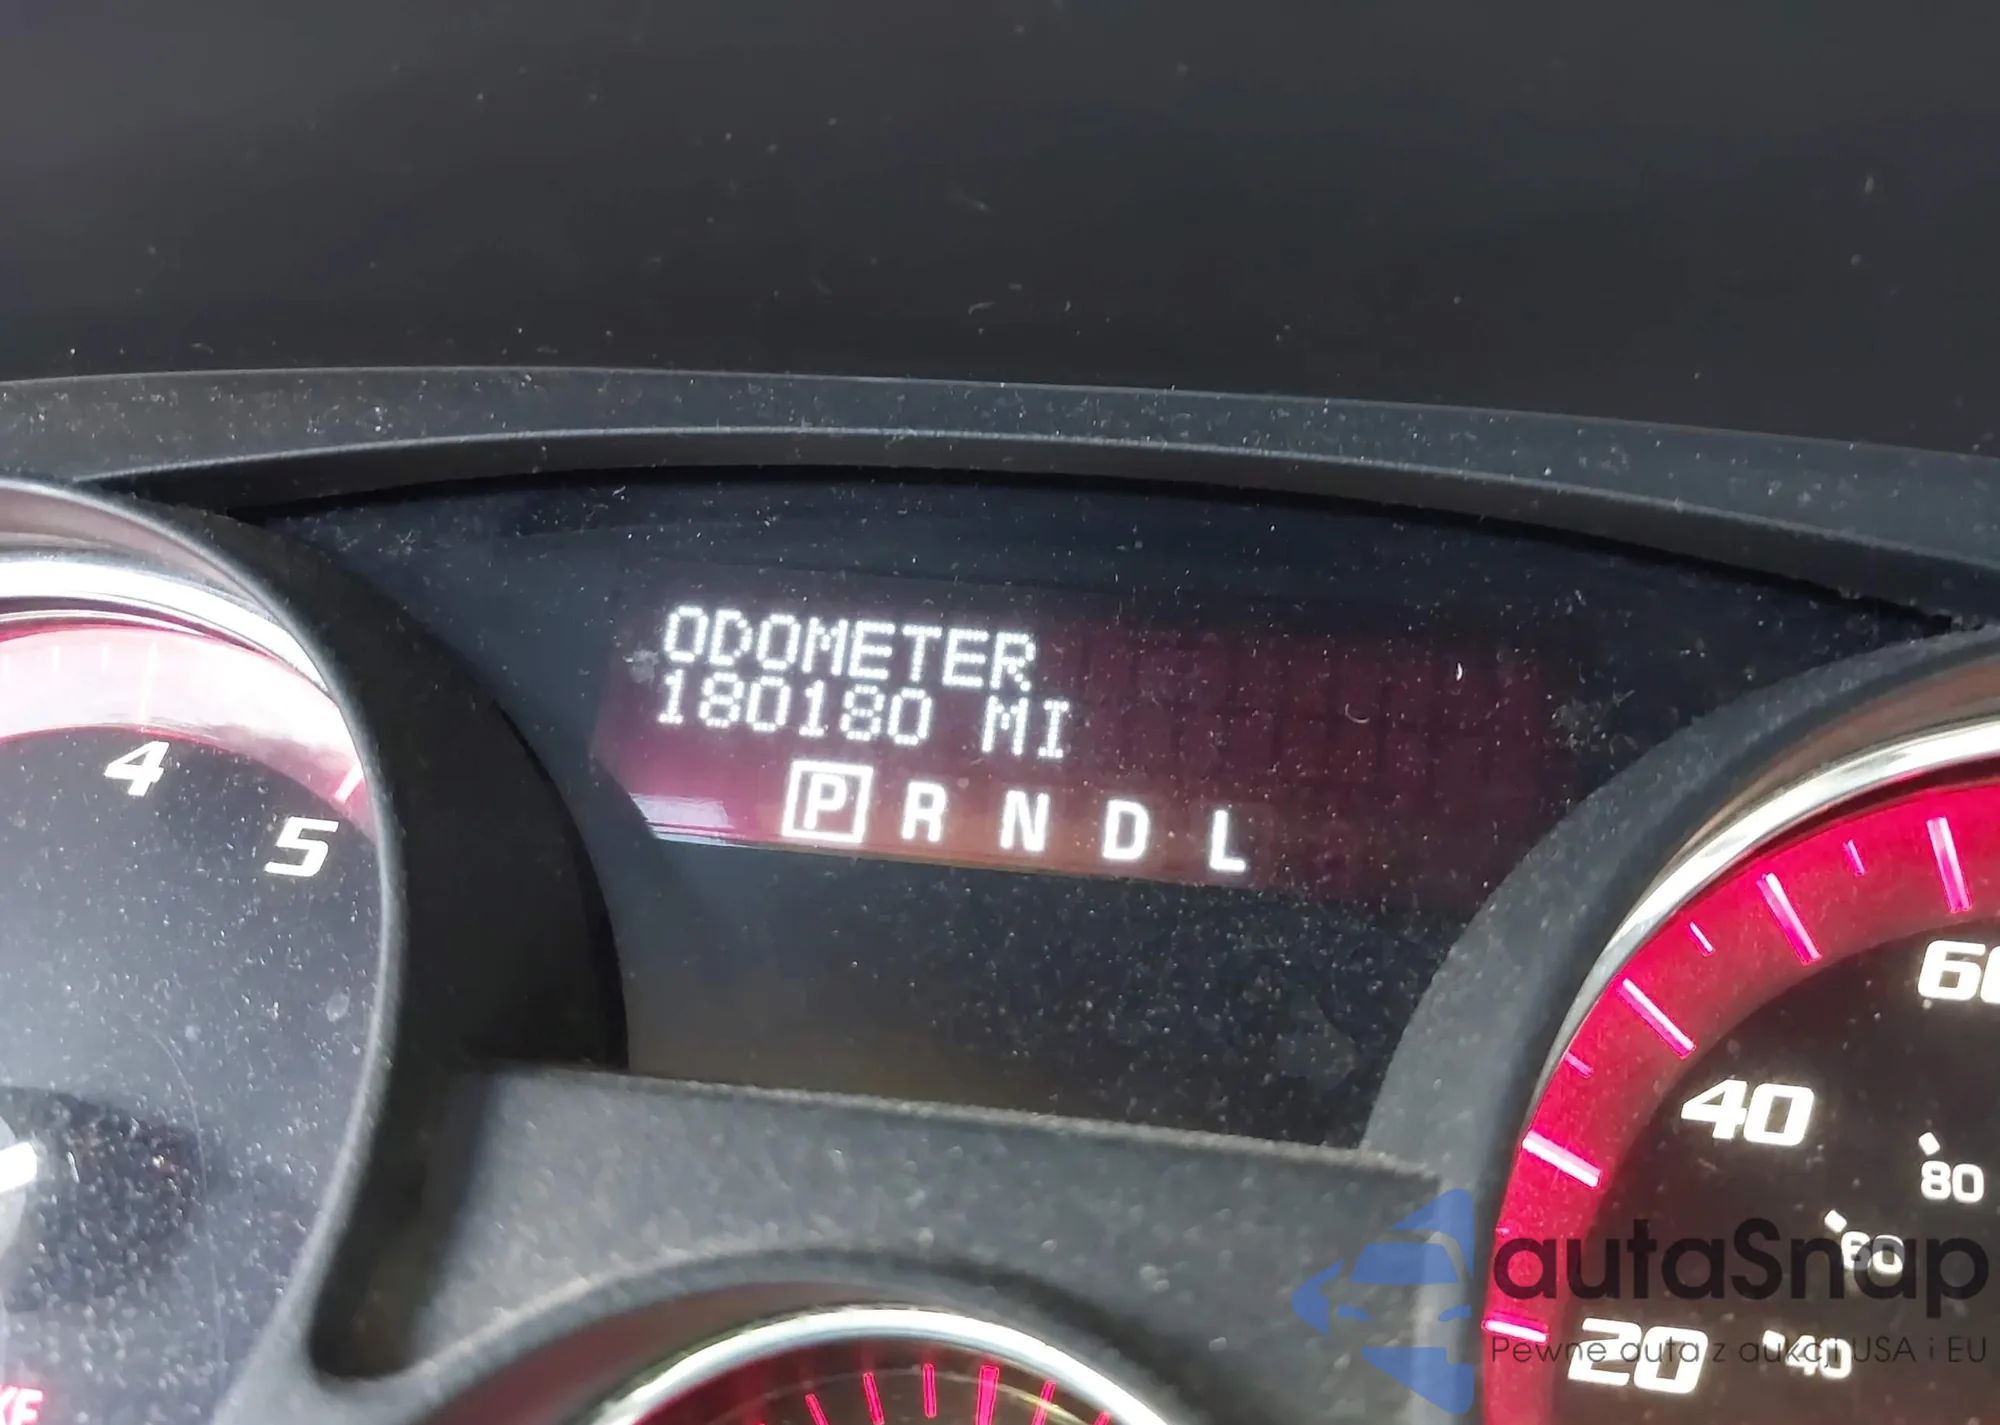 ODOMETER
180180 MI
P R N D L
4
5
60
40
80
60
20
40
autaSnap
Pewne auta z aukcji USA i EU